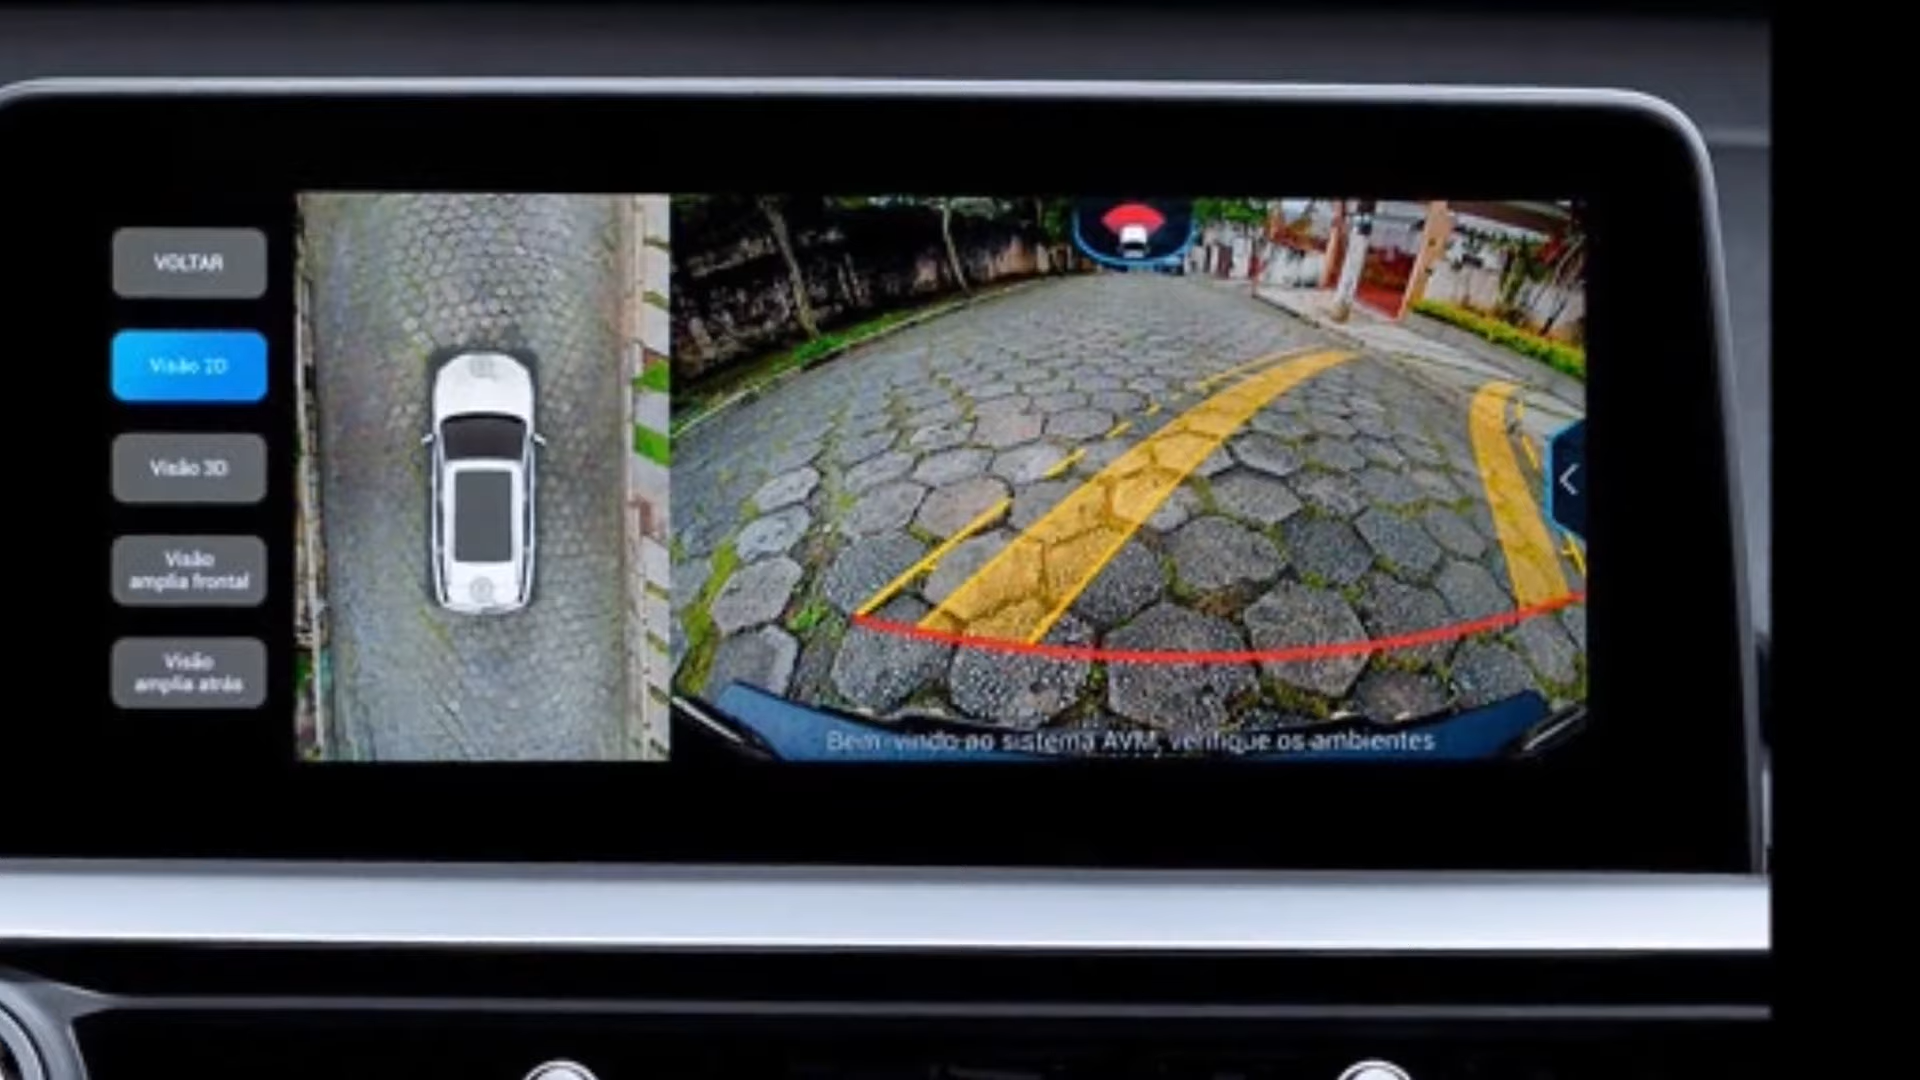 VOLTAR
Visão 2D
Visão 3D
Visão
amplia frontal
Visão
amplia atrás
Bem-vindo ao sistema AVM, verifique os ambientes